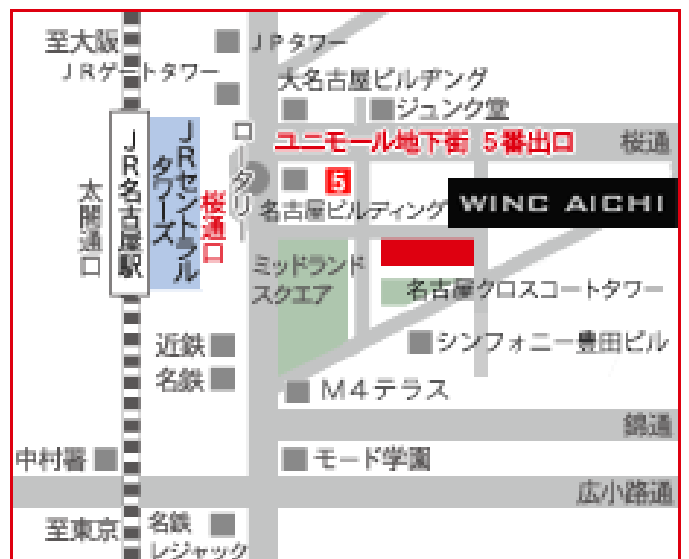 至大阪
JPタワー
JRゲートタワー
大名古屋ビルヂング
ジュンク堂
ユニモール地下街 5番出口
桜通
ロータリー
JR名古屋駅
JRセントラル
タワーズ
桜通口
太閤通口
5
名古屋ビルディング
WINC AICHI
ミッドランド
スクエア
名古屋クロスコートタワー
近鉄
シンフォニー豊田ビル
名鉄
M4テラス
錦通
中村署
モード学園
広小路通
至東京
名鉄
レジャック